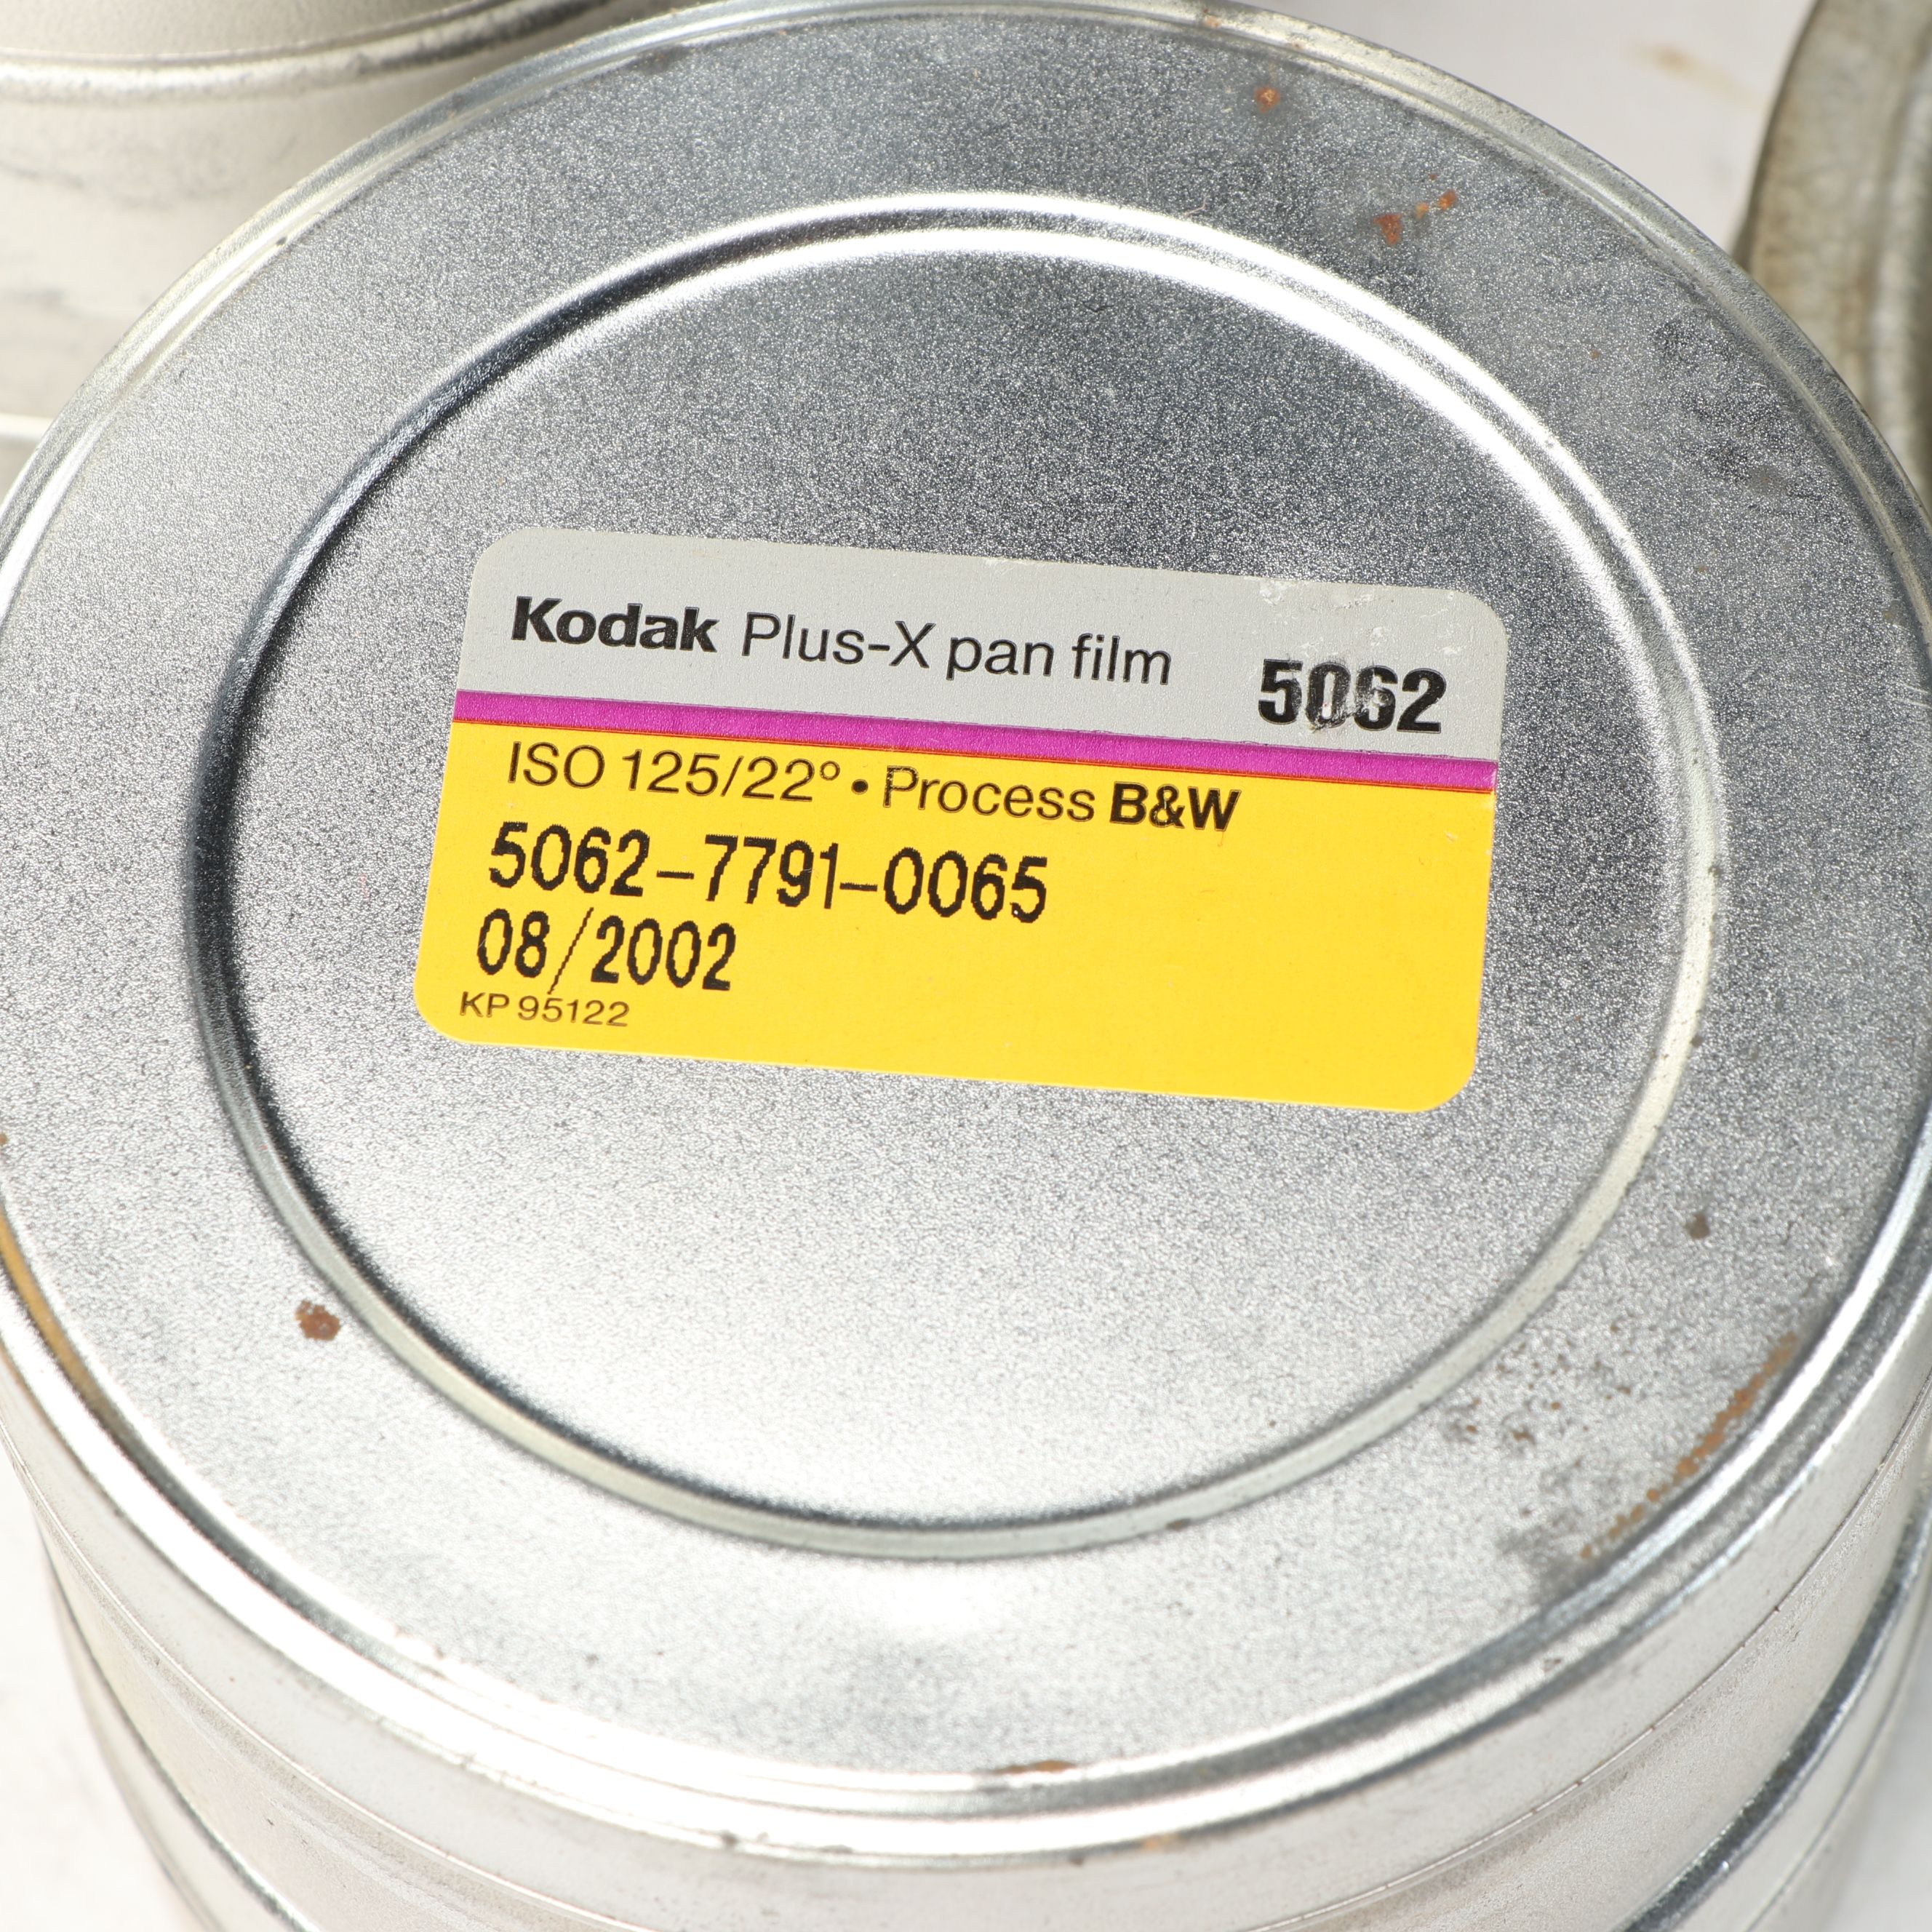 Kodak Plus-X pan film 5062
ISO 125/22° • Process B&W
5062-7791-0065
08/2002
KP 95122